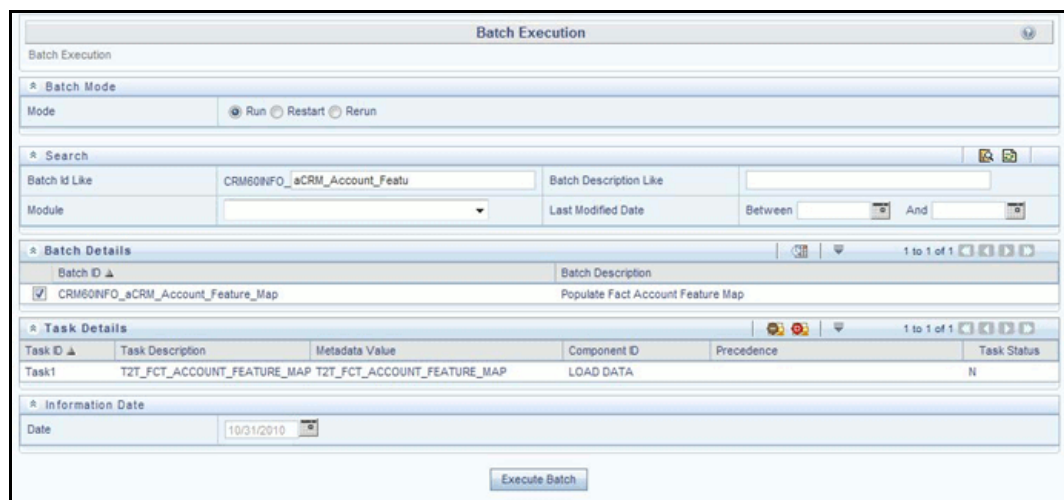 Batch Execution
Batch Execution
Batch Mode
Mode Run Restart Rerun
Search
Batch Id Like CRM60INFO_ aCRM_Account_Featu Batch Description Like
Module Last Modified Date Between And
Batch Details 1 to 1 of 1
Batch ID Batch Description
CRM60INFO_aCRM_Account_Feature_Map Populate Fact Account Feature Map
Task Details 1 to 1 of 1
Task ID Task Description Metadata Value Component ID Precedence Task Status
Task1 T2T_FCT_ACCOUNT_FEATURE_MAP T2T_FCT_ACCOUNT_FEATURE_MAP LOAD DATA N
Information Date
Date 10/31/2010
Execute Batch